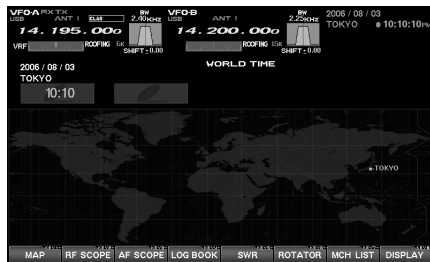 VFO-A RX TX
USB ANT 1
BW 2.40KHz
14.195.000
VRF ROOFING 15K
SHIFT ± 0.00
VFO-B
USB ANT 1
BW 2.25KHz
14.200.000
ROOFING 15K
SHIFT ± 0.00
2006 / 08 / 03
TOKYO 10:10:10PM
2006 / 08 / 03
WORLD TIME
TOKYO
10:10
TOKYO
MAP RF SCOPE AF SCOPE LOG BOOK SWR ROTATOR MCH LIST DISPLAY